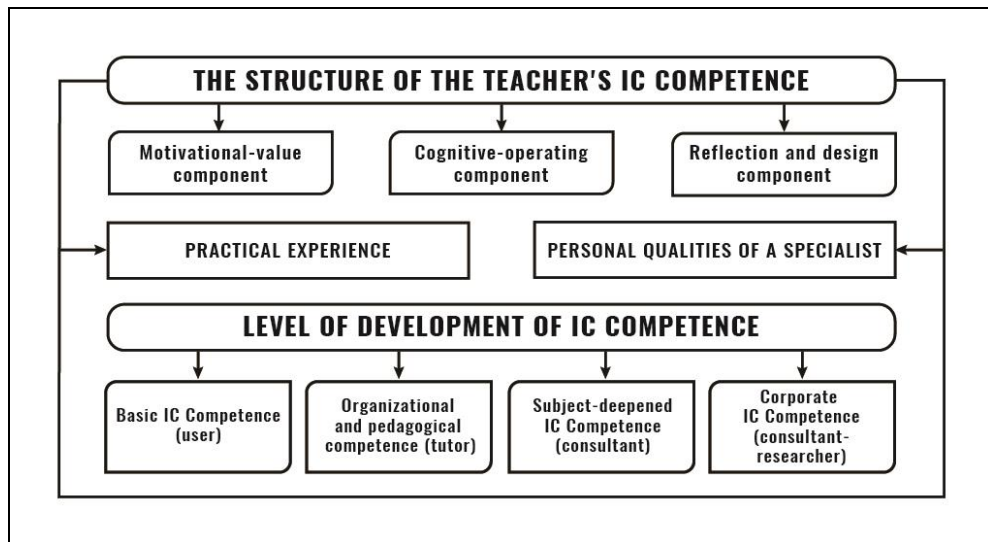 THE STRUCTURE OF THE TEACHER'S IC COMPETENCE
Motivational-value
component
Cognitive-operating
component
Reflection and design
component
PRACTICAL EXPERIENCE
PERSONAL QUALITIES OF A SPECIALIST
LEVEL OF DEVELOPMENT OF IC COMPETENCE
Basic IC Competence
(user)
Organizational
and pedagogical
competence (tutor)
Subject-deepened
IC Competence
(consultant)
Corporate
IC Competence
(consultant-
researcher)